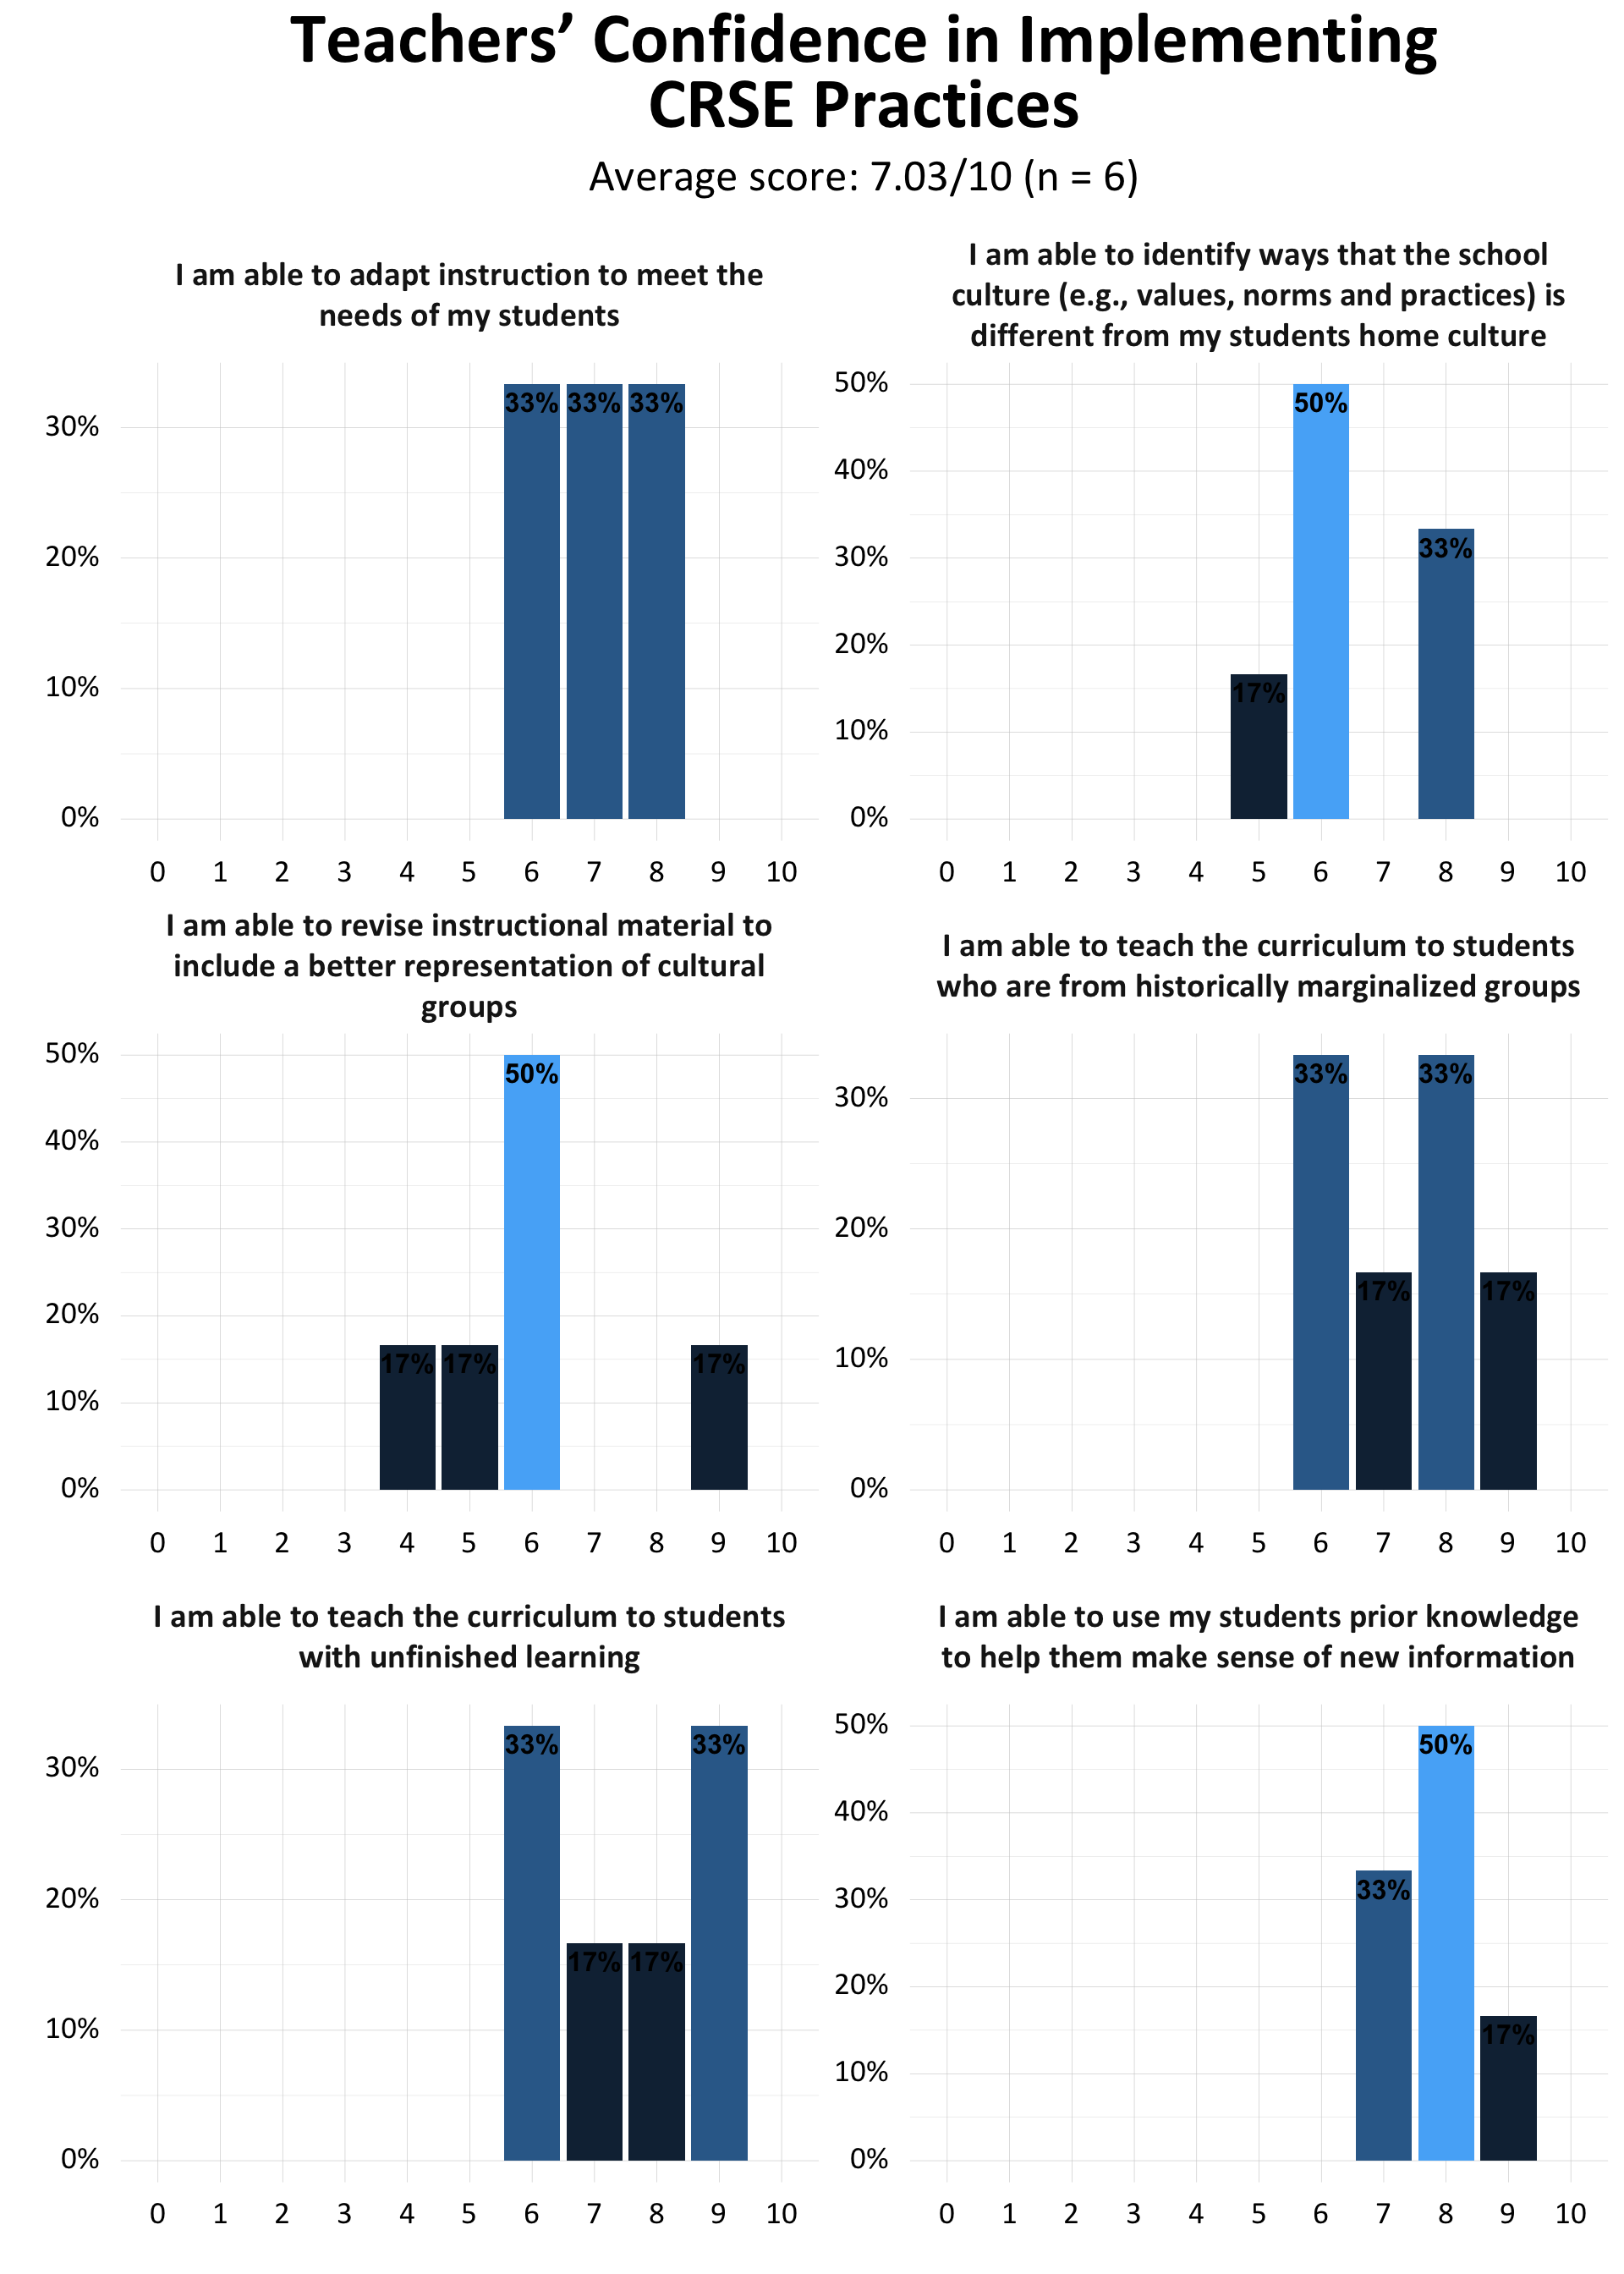 Teachers’ Confidence in Implementing
CRSE Practices
Average score: 7.03/10 (n = 6)
I am able to adapt instruction to meet the
needs of my students
33% 33% 33%
30%
20%
10%
0%
0 1 2 3 4 5 6 7 8 9 10
I am able to identify ways that the school
culture (e.g., values, norms and practices) is
different from my students home culture
50%
50%
40%
30%
33%
20%
17%
10%
0%
0 1 2 3 4 5 6 7 8 9 10
I am able to revise instructional material to
include a better representation of cultural
groups
50%
50%
40%
30%
20%
17% 17% 17%
10%
0%
0 1 2 3 4 5 6 7 8 9 10
I am able to teach the curriculum to students
who are from historically marginalized groups
33% 33%
30%
20%
17% 17%
10%
0%
0 1 2 3 4 5 6 7 8 9 10
I am able to teach the curriculum to students
with unfinished learning
33% 33%
30%
20%
17% 17%
10%
0%
0 1 2 3 4 5 6 7 8 9 10
I am able to use my students prior knowledge
to help them make sense of new information
50%
50%
40%
33%
30%
20%
17%
10%
0%
0 1 2 3 4 5 6 7 8 9 10